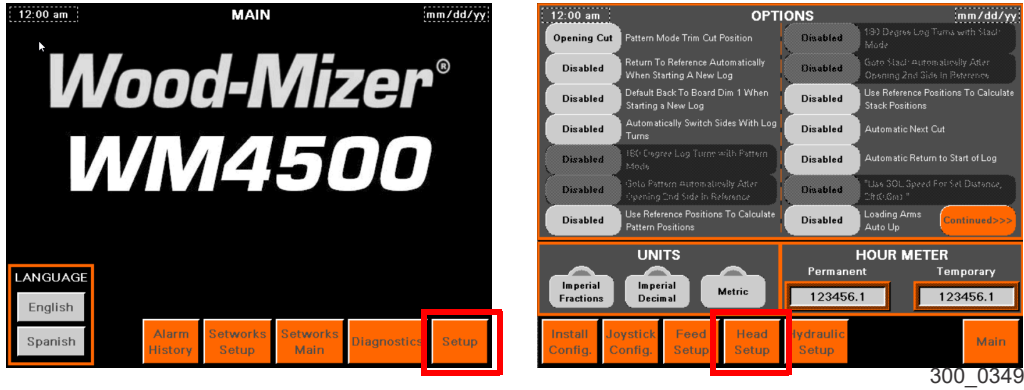 12:00 am
MAIN
mm/dd/yy
Wood-Mizer®
WM4500
LANGUAGE
English
Spanish
Alarm
History
Setworks
Setup
Setworks
Main
Diagnostics
Setup
12:00 am
OPTIONS
mm/dd/yy
Opening Cut
Pattern Mode Trim Cut Position
Disabled
Return To Reference Automatically
When Starting A New Log
Disabled
Default Back To Board Dim 1 When
Starting a New Log
Disabled
Automatically Switch Sides With Log
Turns
Disabled
180 Degree Log Turns with Pattern
Mode
Disabled
Goto Pattern Automatically After
Opening 2nd Side In Reference
Disabled
Use Reference Positions To Calculate
Pattern Positions
Disabled
180 Degree Log Turns with Stack
Mode
Disabled
Goto Stack Automatically After
Opening 2nd Side In Reference
Disabled
Use Reference Positions To Calculate
Stack Positions
Disabled
Automatic Next Cut
Disabled
Automatic Return to Start of Log
Disabled
"Use SOL Speed For Set Distance,
Disabled
Loading Arms
Auto Up
Continued>>>
UNITS
Imperial
Fractions
Imperial
Decimal
Metric
HOUR METER
Permanent
123456.1
Temporary
123456.1
Install
Config.
Joystick
Config.
Feed
Setup
Head
Setup
Hydraulic
Setup
Main
300_0349